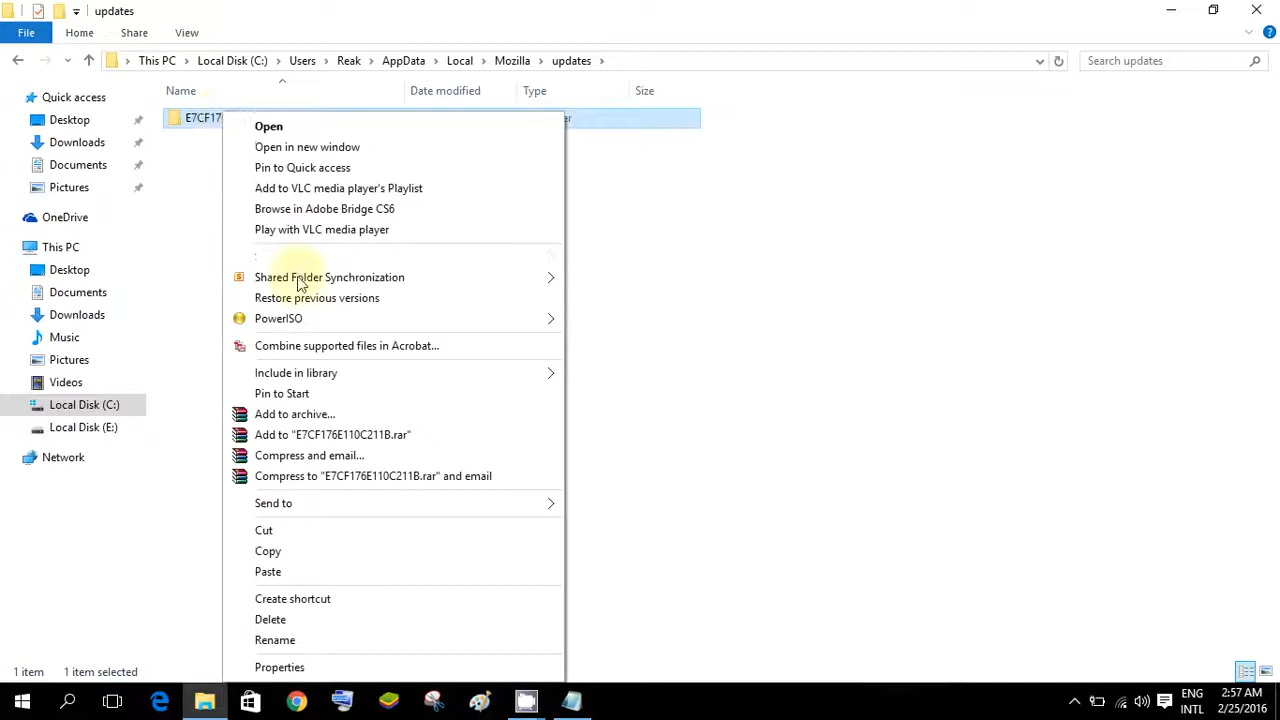 updates
File Home Share View
This PC Local Disk (C:) Users Reak AppData Local Mozilla updates
Search updates
Name Date modified Type Size
Quick access
Desktop
Downloads
Documents
Pictures
OneDrive
This PC
Desktop
Documents
Downloads
Music
Pictures
Videos
Local Disk (C:)
Local Disk (E:)
Network
E7CF17
er
Open
Open in new window
Pin to Quick access
Add to VLC media player's Playlist
Browse in Adobe Bridge CS6
Play with VLC media player
Shared Folder Synchronization
Restore previous versions
PowerISO
Combine supported files in Acrobat...
Include in library
Pin to Start
Add to archive...
Add to "E7CF176E110C211B.rar"
Compress and email...
Compress to "E7CF176E110C211B.rar" and email
Send to
Cut
Copy
Paste
Create shortcut
Delete
Rename
Properties
1 item 1 item selected
ENG
INTL
2:57 AM
2/25/2016